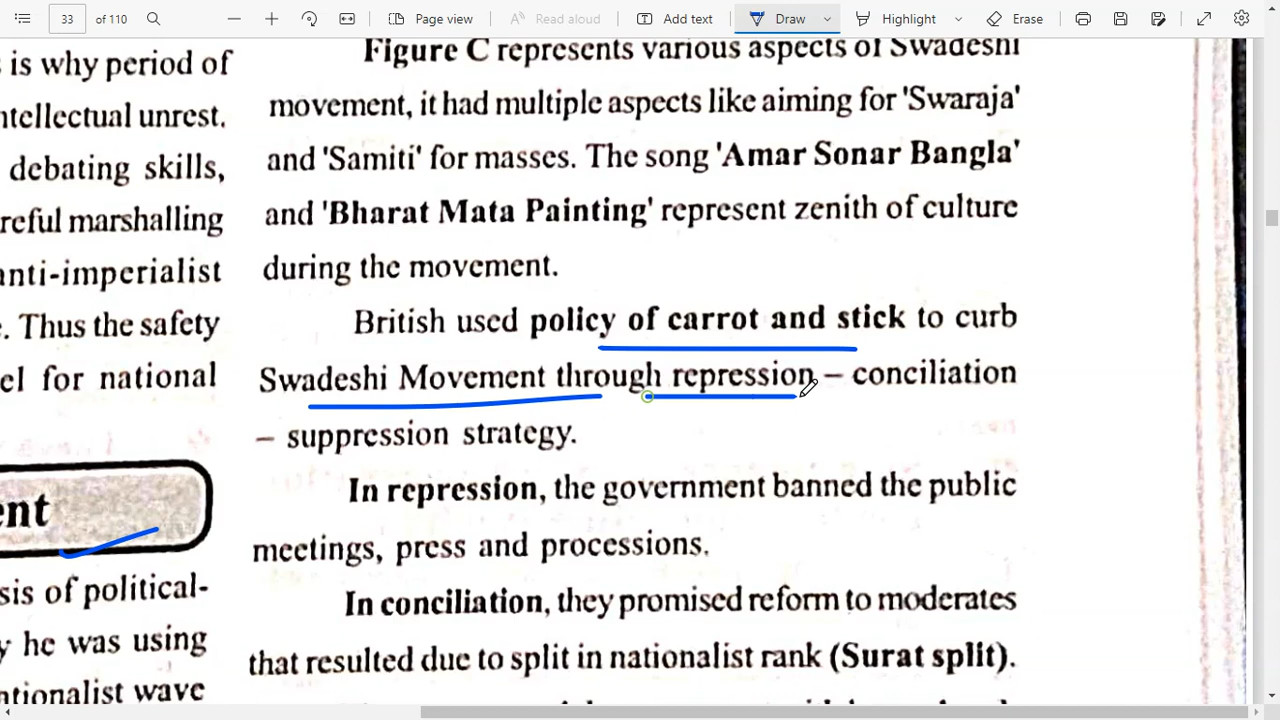 33 of 110
Page view
Read aloud
Add text
Draw
Highlight
Erase
is why period of
ntellectual unrest.
debating skills,
reful marshalling
anti-imperialist
. Thus the safety
el for national
ent
sis of political-
y he was using
ntionalist wave
Figure C represents various aspects of Swadeshi
movement, it had multiple aspects like aiming for 'Swaraja'
and 'Samiti' for masses. The song 'Amar Sonar Bangla'
and 'Bharat Mata Painting' represent zenith of culture
during the movement.
British used policy of carrot and stick to curb
Swadeshi Movement through repression – conciliation
– suppression strategy.
In repression, the government banned the public
meetings, press and processions.
In conciliation, they promised reform to moderates
that resulted due to split in nationalist rank (Surat split).